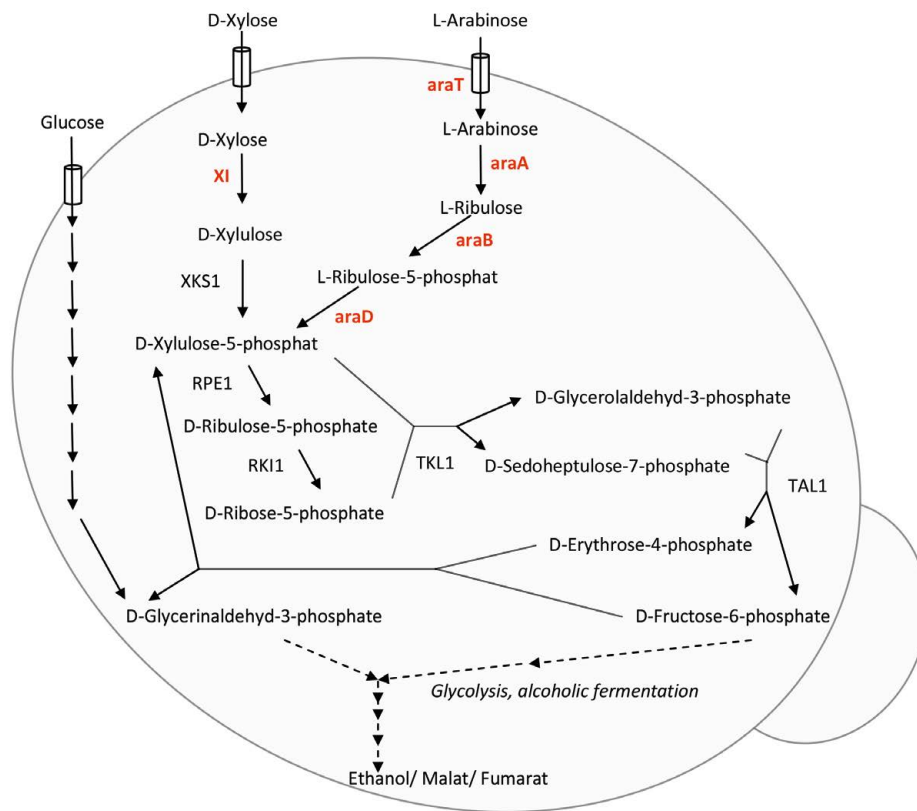 D-Xylose
L-Arabinose
araT
Glucose
D-Xylose
L-Arabinose
XI
araA
L-Ribulose
D-Xylulose
araB
XKS1
L-Ribulose-5-phosphat
araD
D-Xylulose-5-phosphat
RPE1
D-Glycerolaldehyd-3-phosphate
D-Ribulose-5-phosphate
RKI1
TKL1
D-Sedoheptulose-7-phosphate
TAL1
D-Ribose-5-phosphate
D-Erythrose-4-phosphate
D-Glycerinaldehyd-3-phosphate
D-Fructose-6-phosphate
Glycolysis, alcoholic fermentation
Ethanol/ Malat/ Fumarat